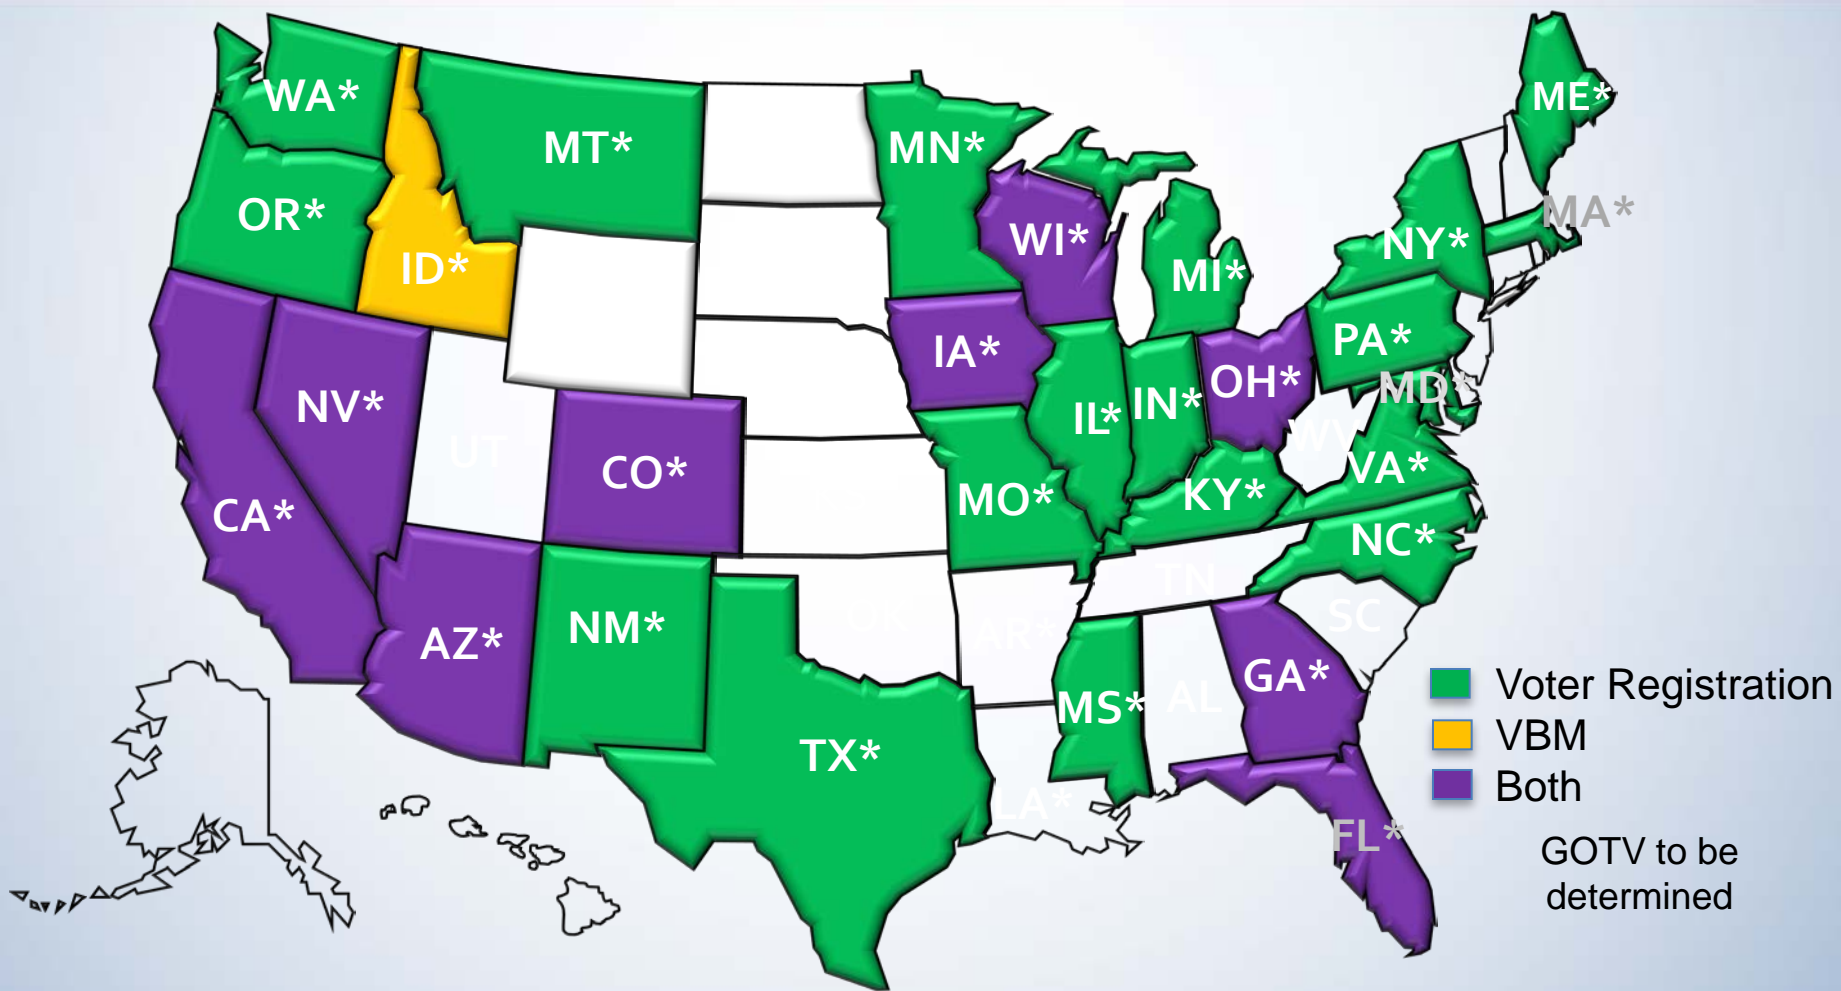 WA*
ME*
MT*
MN*
OR*
MA*
WI*
NY*
ID*
MI*
PA*
IA*
OH*
MD*
NV*
IN*
IL*
UT
WV
CO*
VA*
MO*
KY*
CA*
NC*
TN
OK
SC
NM*
AR*
AZ*
GA*
MS*
AL
Voter Registration
VBM
TX*
Both
LA*
FL*
GOTV to be
determined